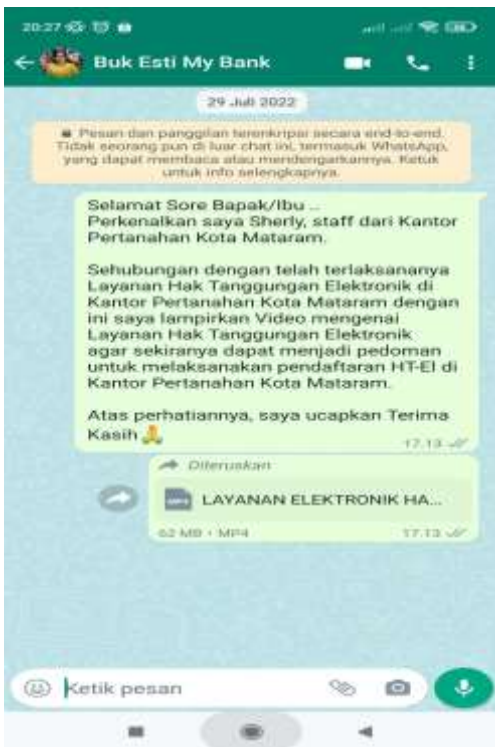 20:27
Buk Esti My Bank
29 Juli 2022
Pesan dan panggilan terenkripsi secara end-to-end.
Tidak seorang pun di luar chat ini, termasuk WhatsApp,
yang dapat membaca atau mendengarkannya. Ketuk
untuk info selengkapnya.
Selamat Sore Bapak/Ibu ..
Perkenalkan saya Sherly, staff dari Kantor
Pertanahan Kota Mataram.
Sehubungan dengan telah terlaksananya
Layanan Hak Tanggungan Elektronik di
Kantor Pertanahan Kota Mataram dengan
ini saya lampirkan Video mengenai
Layanan Hak Tanggungan Elektronik
agar sekiranya dapat menjadi pedoman
untuk melaksanakan pendaftaran HT-El di
Kantor Pertanahan Kota Mataram.
Atas perhatiannya, saya ucapkan Terima
Kasih 🙏
17.13
Diteruskan
LAYANAN ELEKTRONIK HA...
62 MB • MP4
17.13
Ketik pesan